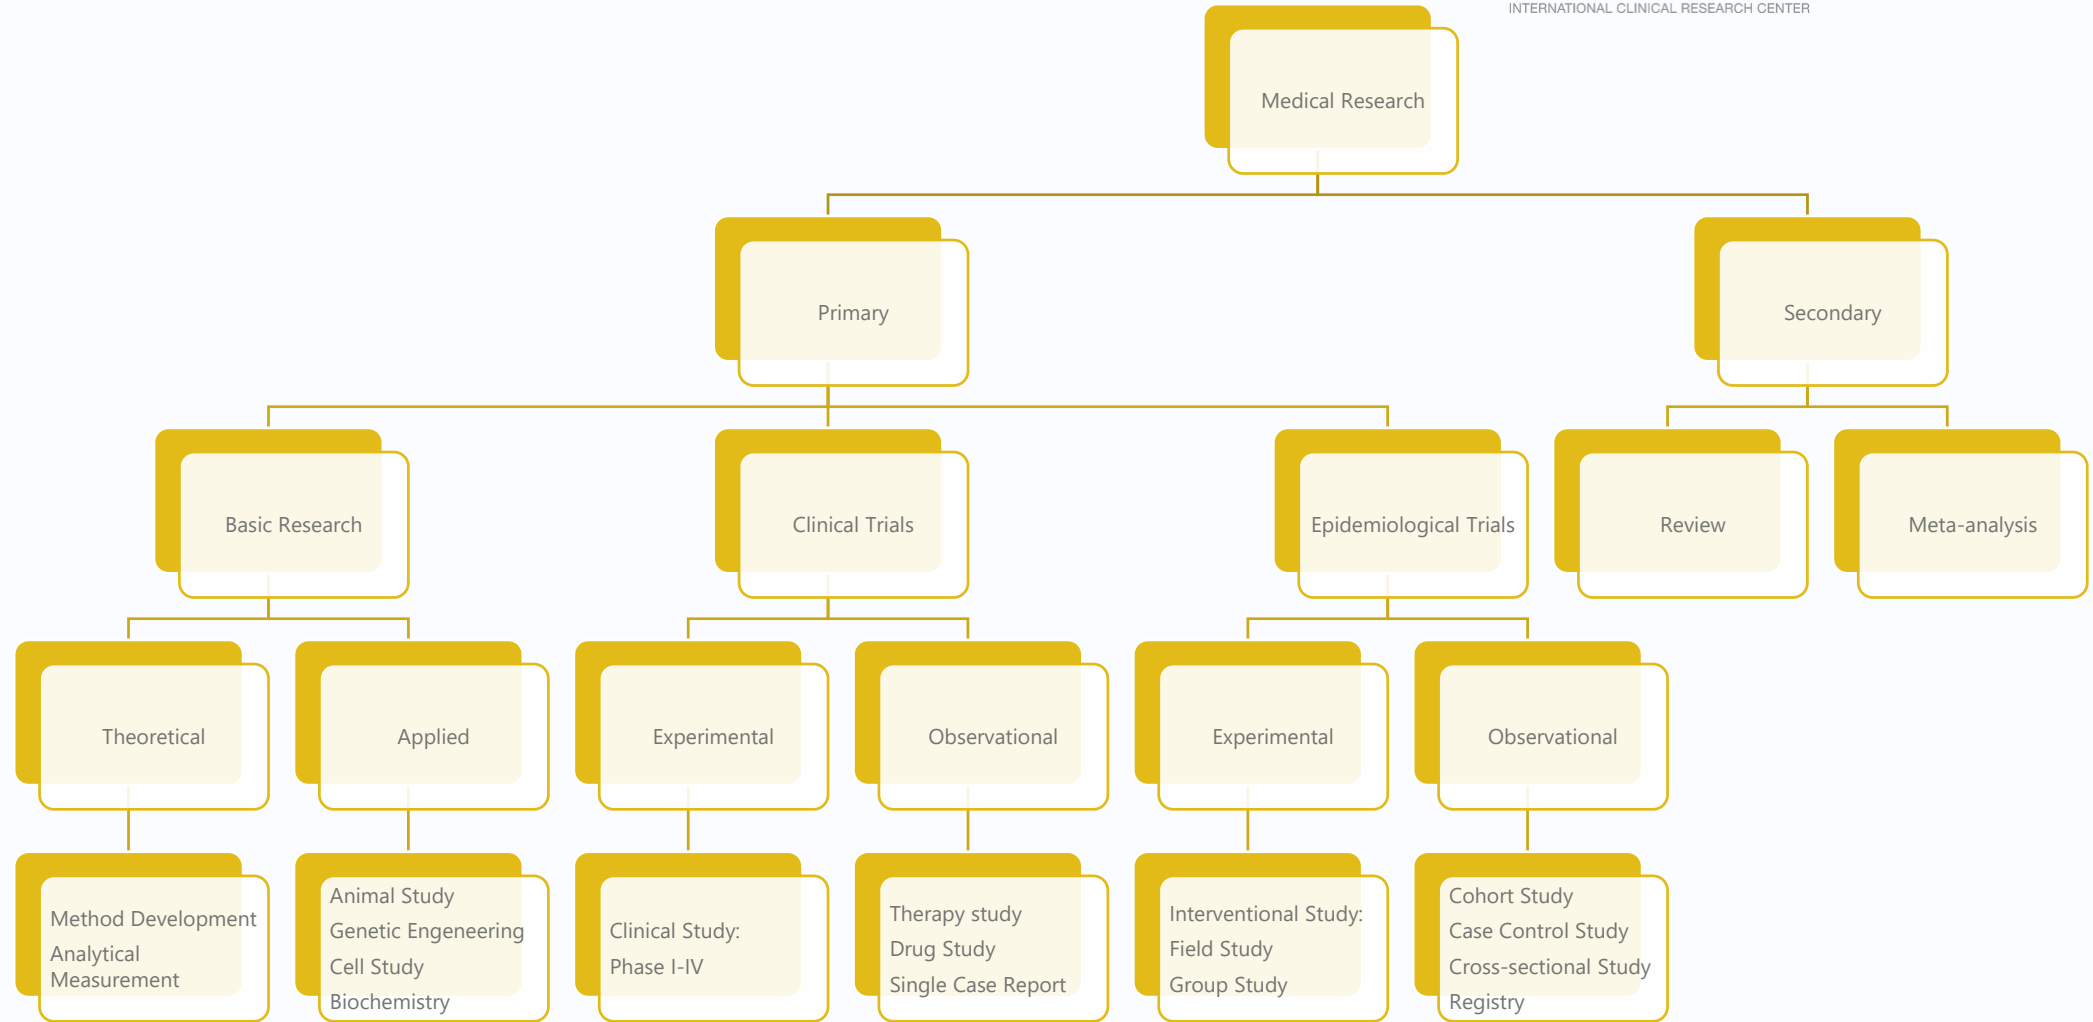 INTERNATIONAL CLINICAL RESEARCH CENTER
Medical Research
Primary
Secondary
Basic Research
Clinical Trials
Epidemiological Trials
Review
Meta-analysis
Theoretical
Applied
Experimental
Observational
Experimental
Observational
Method Development
Analytical
Measurement
Animal Study
Genetic Engeneering
Cell Study
Biochemistry
Clinical Study:
Phase I-IV
Therapy study
Drug Study
Single Case Report
Interventional Study:
Field Study
Group Study
Cohort Study
Case Control Study
Cross-sectional Study
Registry